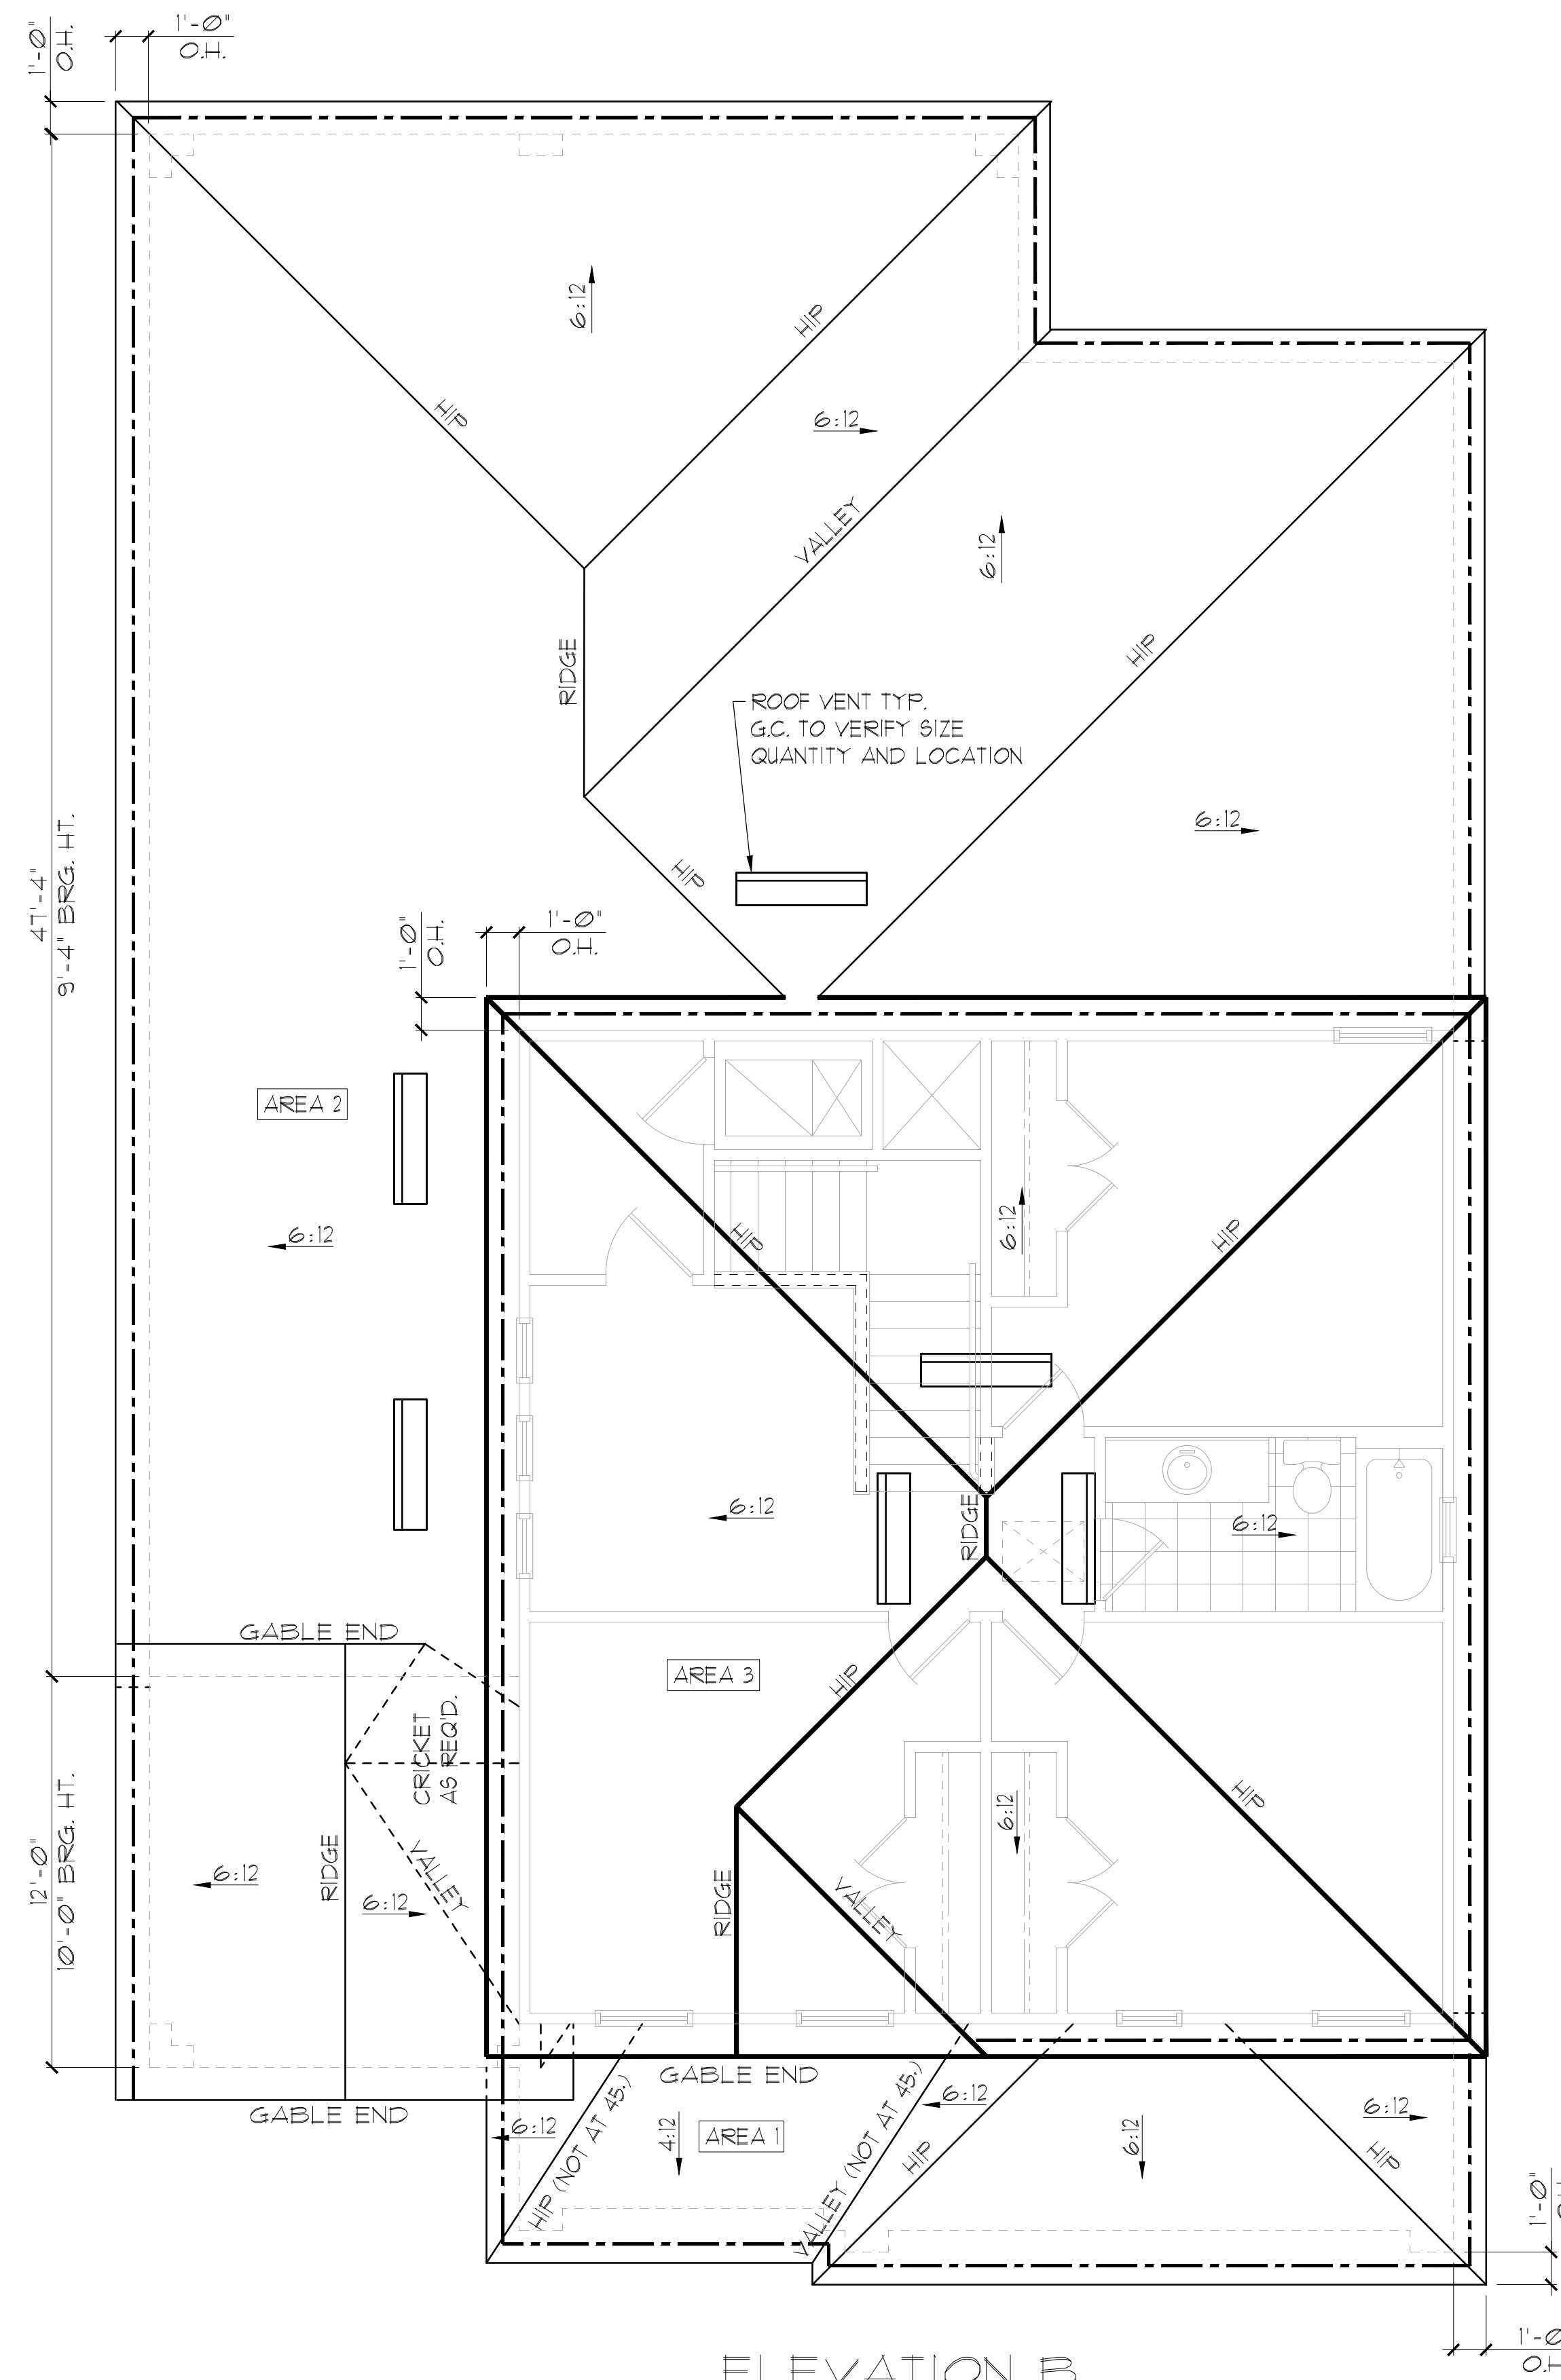 1'-0"
O.H.
1'-0"
O.H.
6:12
HIP
HIP
6:12
VALLEY
6:12
HIP
RIDGE
ROOF VENT TYP.
G.C. TO VERIFY SIZE
QUANTITY AND LOCATION
6:12
HIP
47'-4"
9'-4" BRG. HT.
1'-0"
O.H.
1'-0"
O.H.
AREA 2
6:12
HIP
6:12
HIP
6:12
RIDGE
6:12
GABLE END
AREA 3
HIP
CRICKET
AS REQ'D.
12'-0"
10'-0" BRG. HT.
RIDGE
6:12
6:12
VALLEY
RIDGE
VALLEY
6:12
HIP
GABLE END
GABLE END
6:12
HIP (NOT AT 45.)
4:12
AREA 1
VALLEY (NOT AT 45.)
6:12
HIP
6:12
6:12
HIP
1'-0"
1'-0
O.H.
ELEVATION B